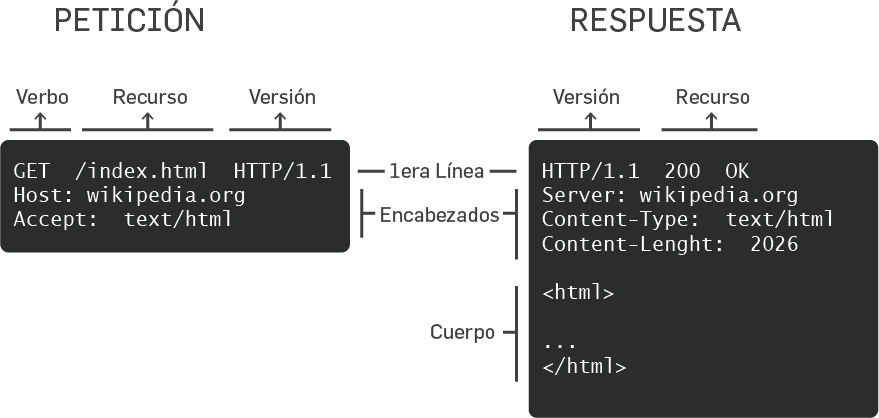 PETICIÓN
RESPUESTA
Verbo
Recurso
Versión
Versión
Recurso
GET /index.html HTTP/1.1
Host: wikipedia.org
Accept: text/html
1era Línea
Encabezados
Cuerpo
HTTP/1.1 200 OK
Server: wikipedia.org
Content-Type: text/html
Content-Lenght: 2026
<html>
...
</html>